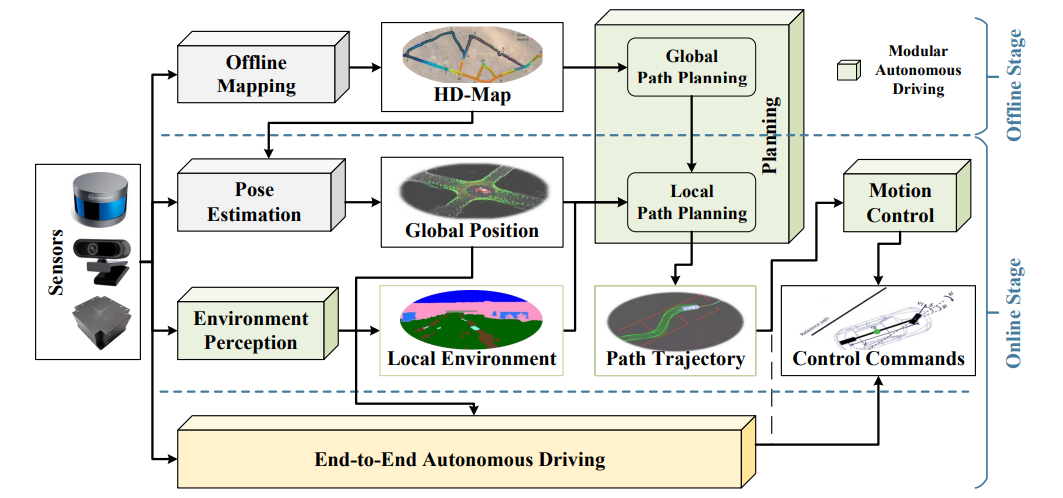 Offline
Mapping
HD-Map
Global
Path Planning
Planning
Modular
Autonomous
Driving
Offline Stage
Sensors
Pose
Estimation
Global Position
Local
Path Planning
Motion
Control
Environment
Perception
Local Environment
Path Trajectory
Reference path
Control Commands
Online Stage
End-to-End Autonomous Driving